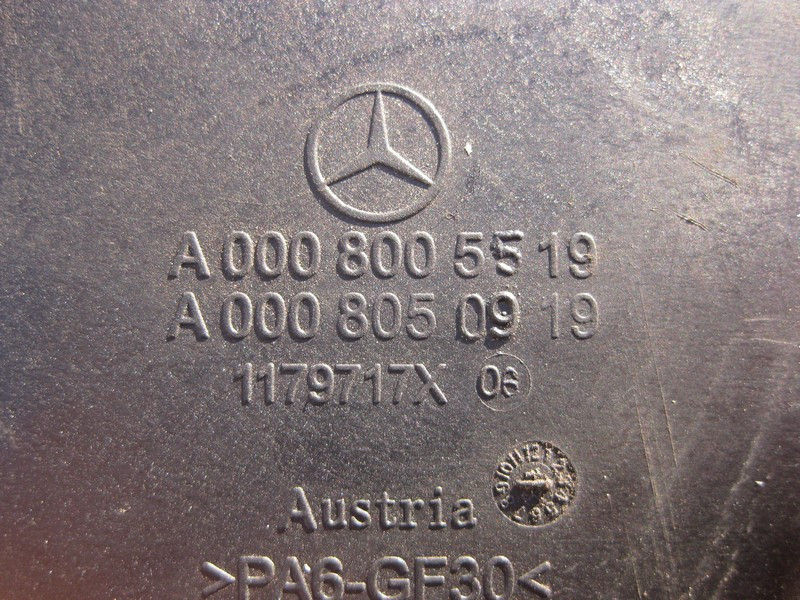 A 000 800 55 19
A 000 805 09 19
1179717X 06
Austria
>PA6-GF30<